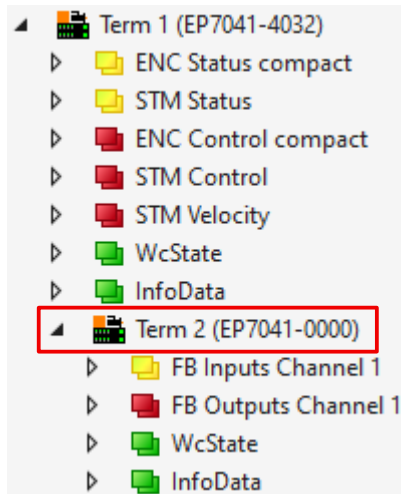 Term 1 (EP7041-4032)
ENC Status compact
STM Status
ENC Control compact
STM Control
STM Velocity
WcState
InfoData
Term 2 (EP7041-0000)
FB Inputs Channel 1
FB Outputs Channel 1
WcState
InfoData